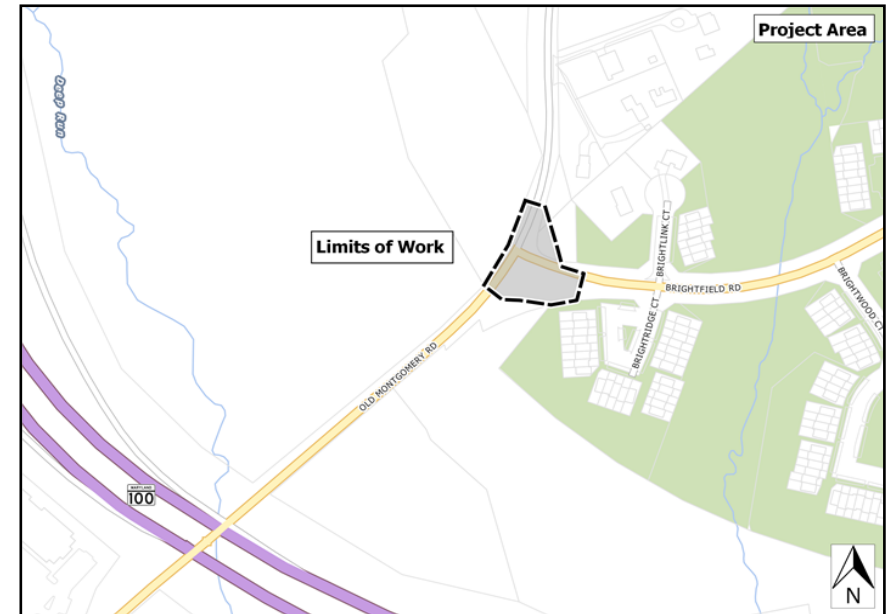 Project Area
Deep Run
Limits of Work
BRIGHTLINK CT
BRIGHTFIELD RD
BRIGHTWOOD CT
BRIGHTRIDGE CT
OLD MONTGOMERY RD
MARYLAND
100
N